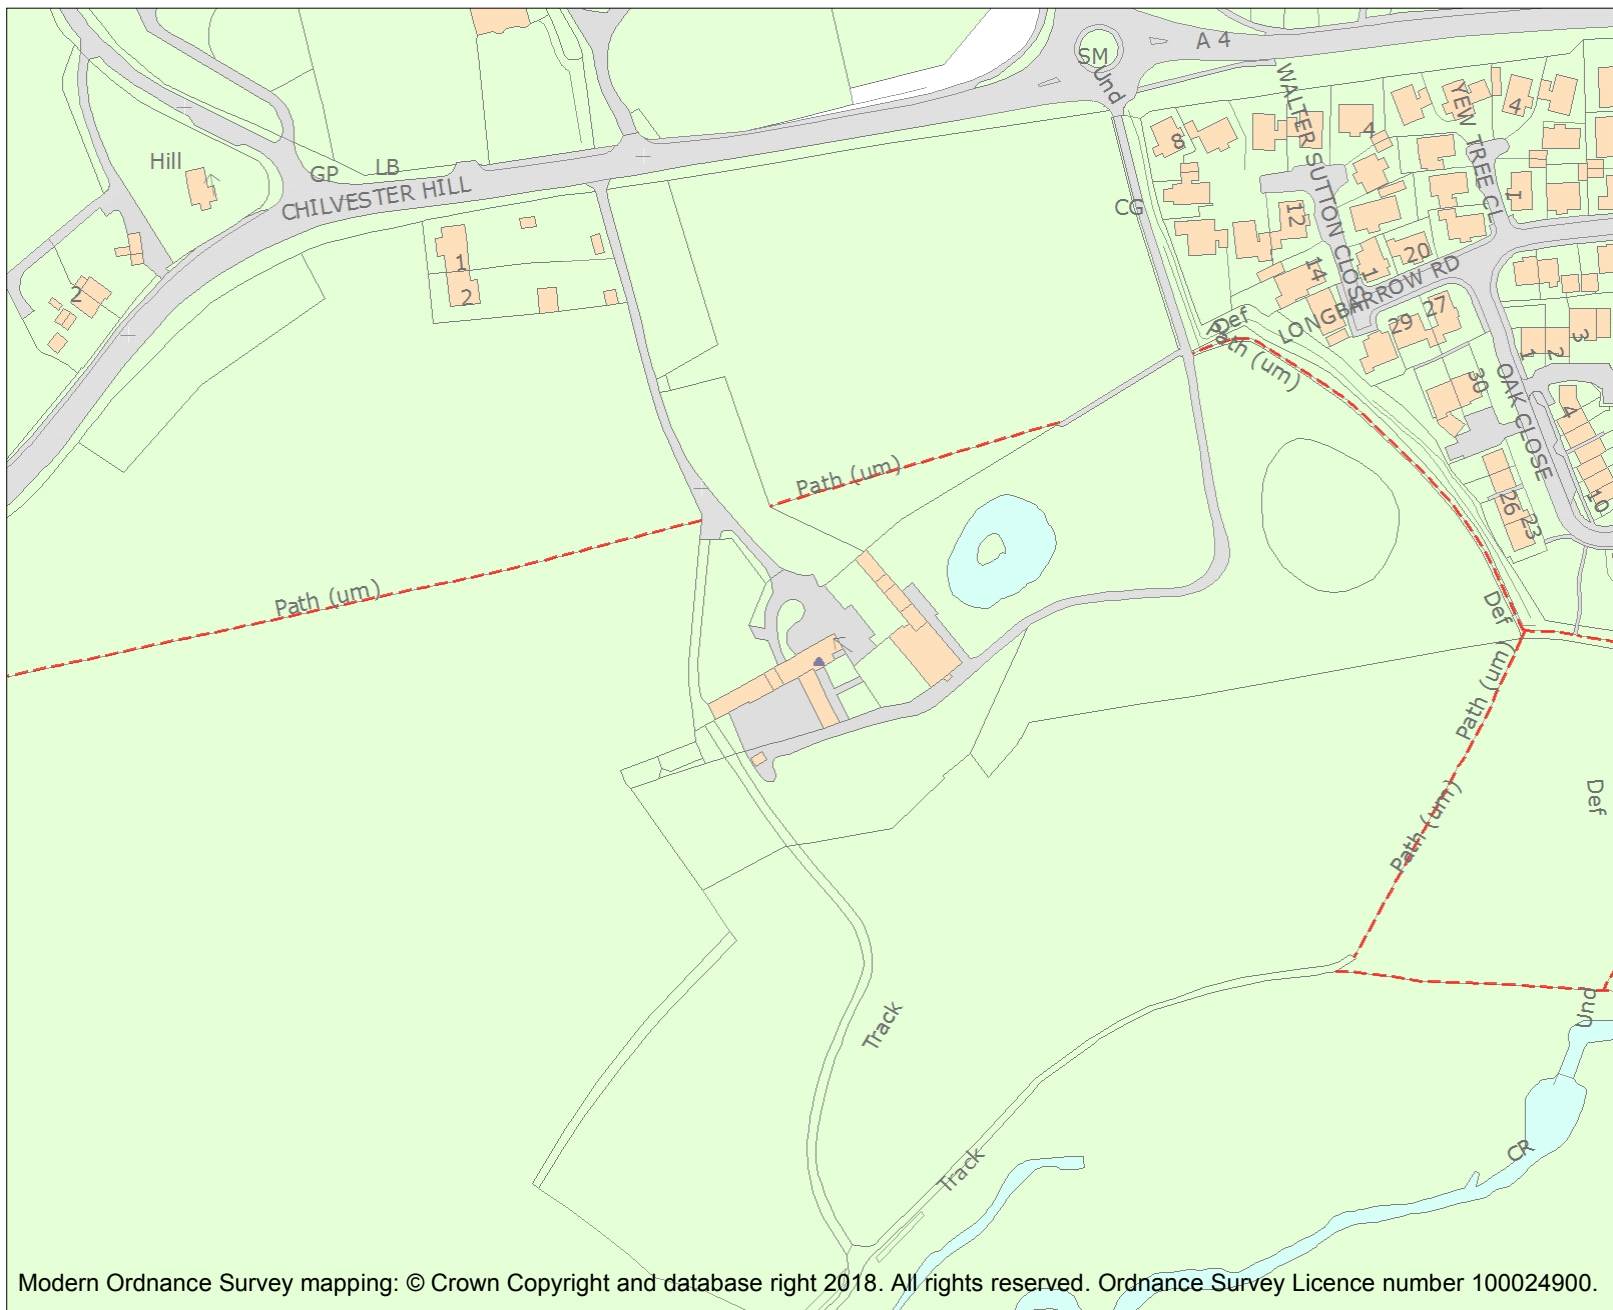 A 4
SM
Und
WALTER SUTTON CLOSE
YEW TREE CL
4
4
8
Hill
GP
LB
CHILVESTER HILL
CG
12
1
20
14
1
LONGBARROW RD
1
2
2
27
29
Def
Path (um)
3
1
2
30
OAK CLOSE
4
Path (um)
10
26
23
Path (um)
Def
Path (um)
Def
Path (um)
Und
Track
Track
CR
Modern Ordnance Survey mapping: © Crown Copyright and database right 2018. All rights reserved. Ordnance Survey Licence number 100024900.